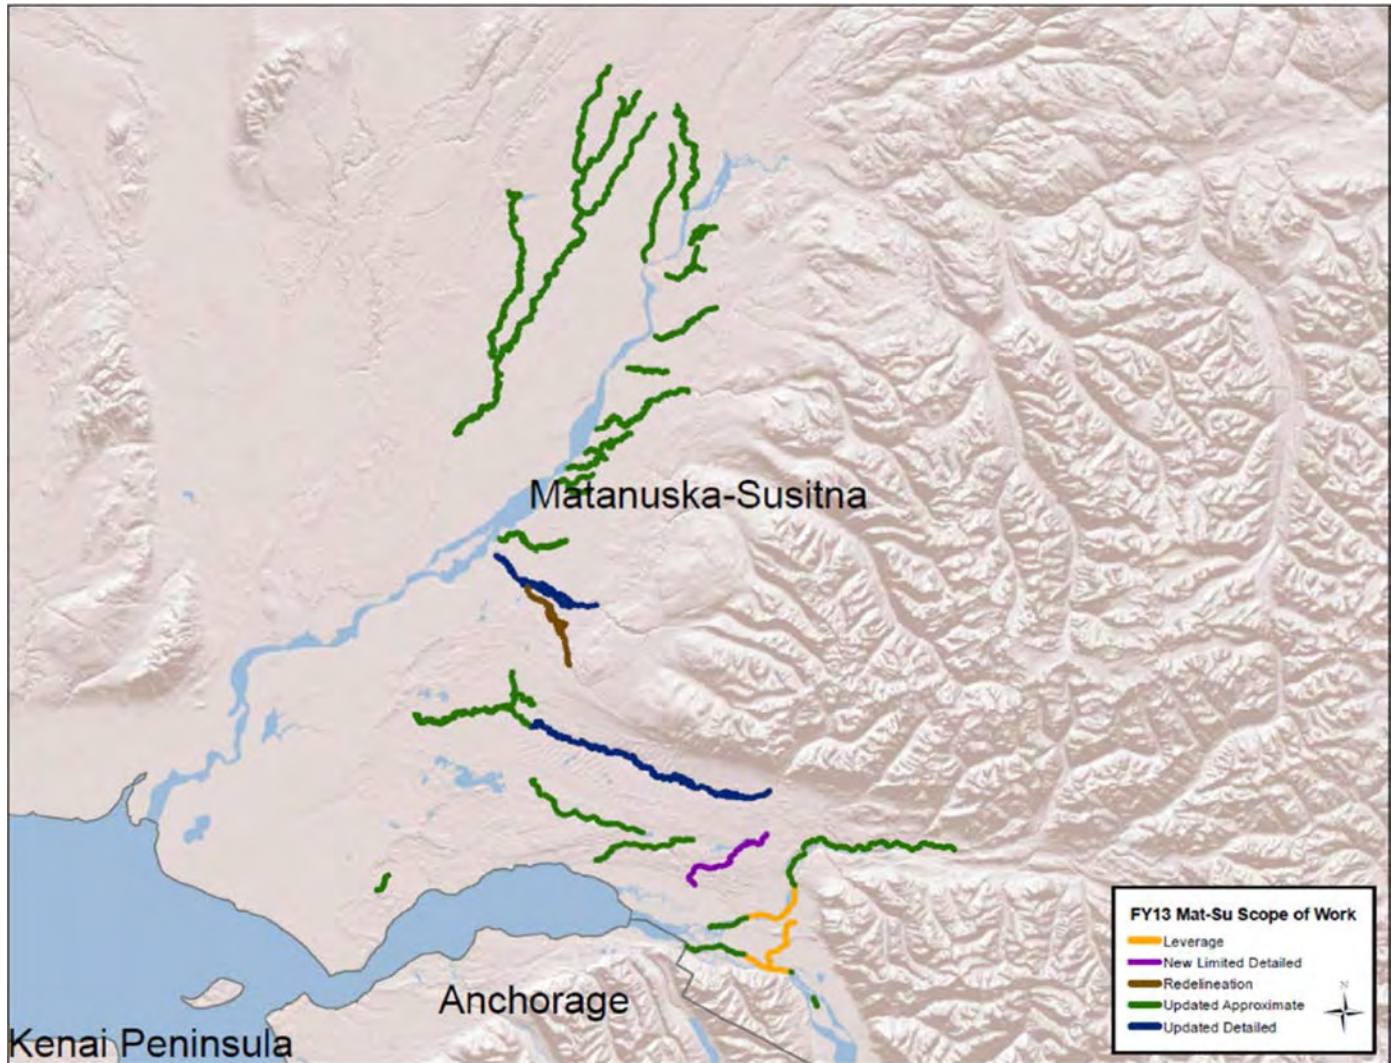 Matanuska-Susitna
Anchorage
Kenai Peninsula
FY13 Mat-Su Scope of Work
Leverage
New Limited Detailed
Redelineation
Updated Approximate
Updated Detailed
N